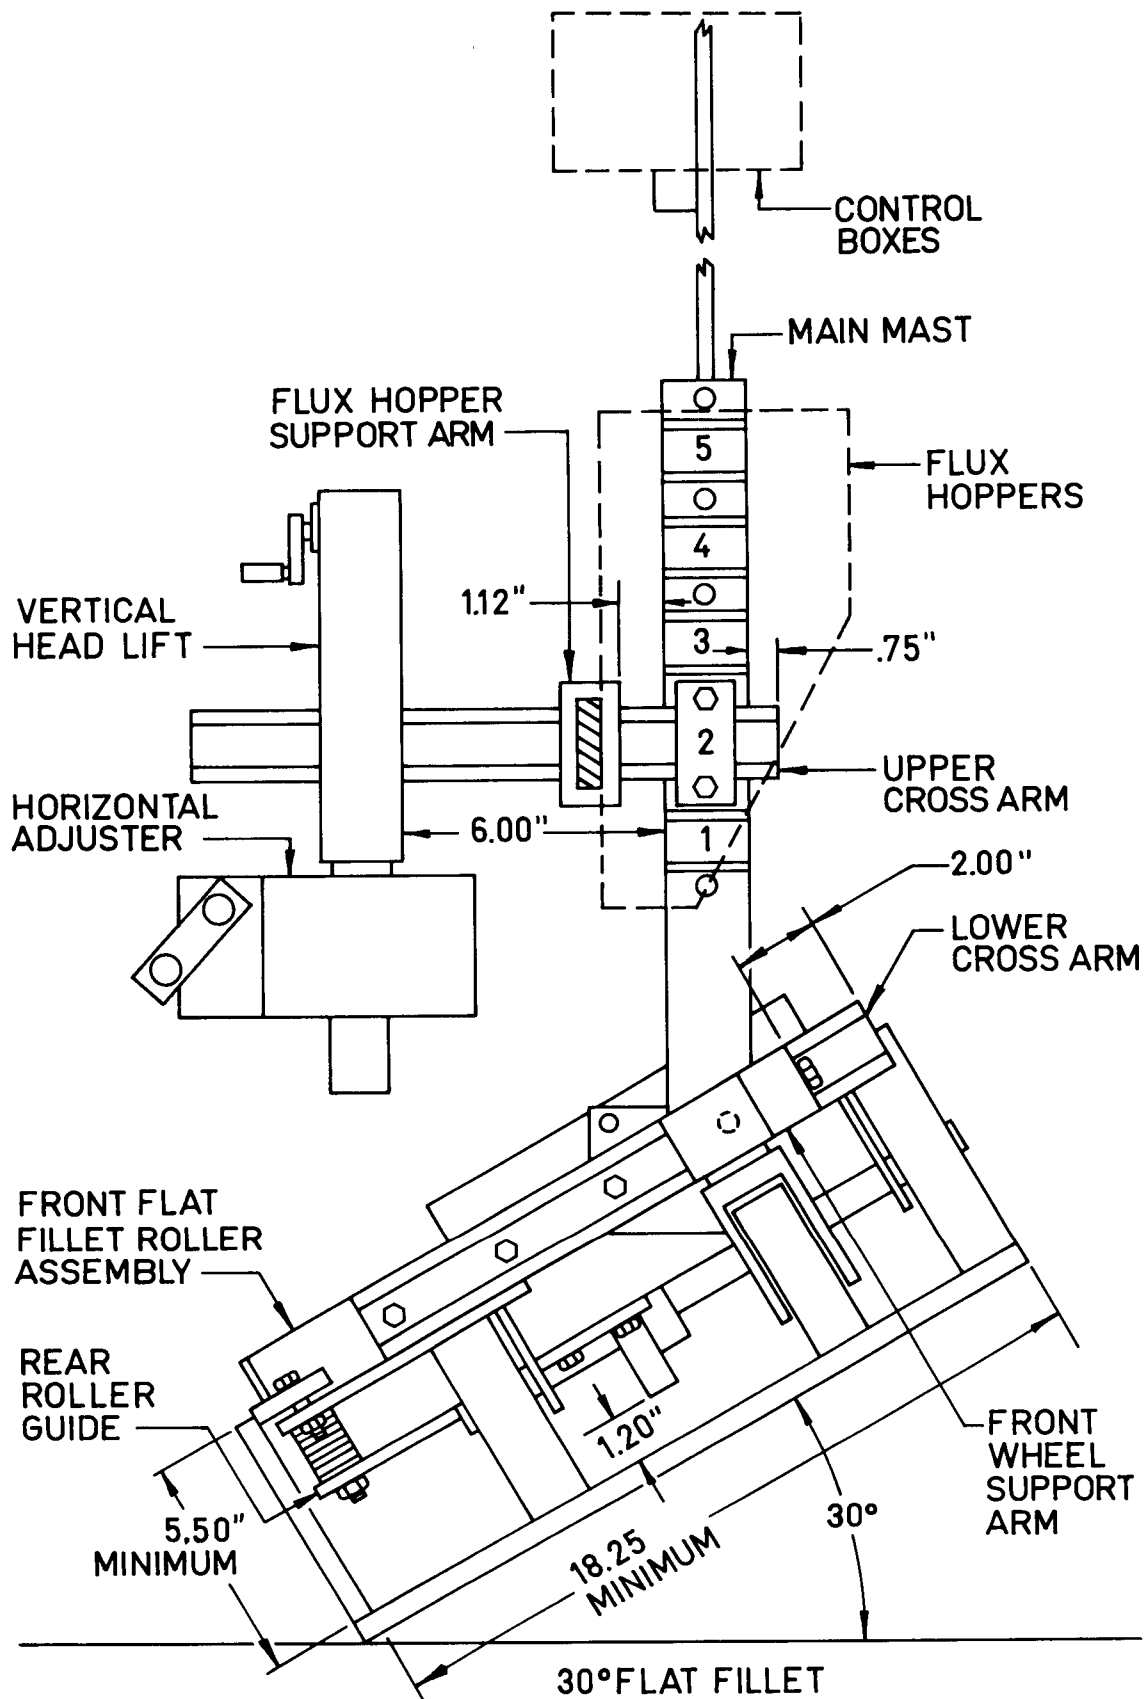 CONTROL
BOXES
MAIN MAST
FLUX HOPPER
SUPPORT ARM
5
FLUX
HOPPERS
4
1.12"
VERTICAL
HEAD LIFT
3
.75"
2
UPPER
CROSS ARM
HORIZONTAL
ADJUSTER
6.00"
1
2.00"
LOWER
CROSS ARM
FRONT FLAT
FILLET ROLLER
ASSEMBLY
REAR
ROLLER
GUIDE
1.20"
FRONT
WHEEL
SUPPORT
ARM
5.50"
MINIMUM
18.25
MINIMUM
30°
30° FLAT FILLET